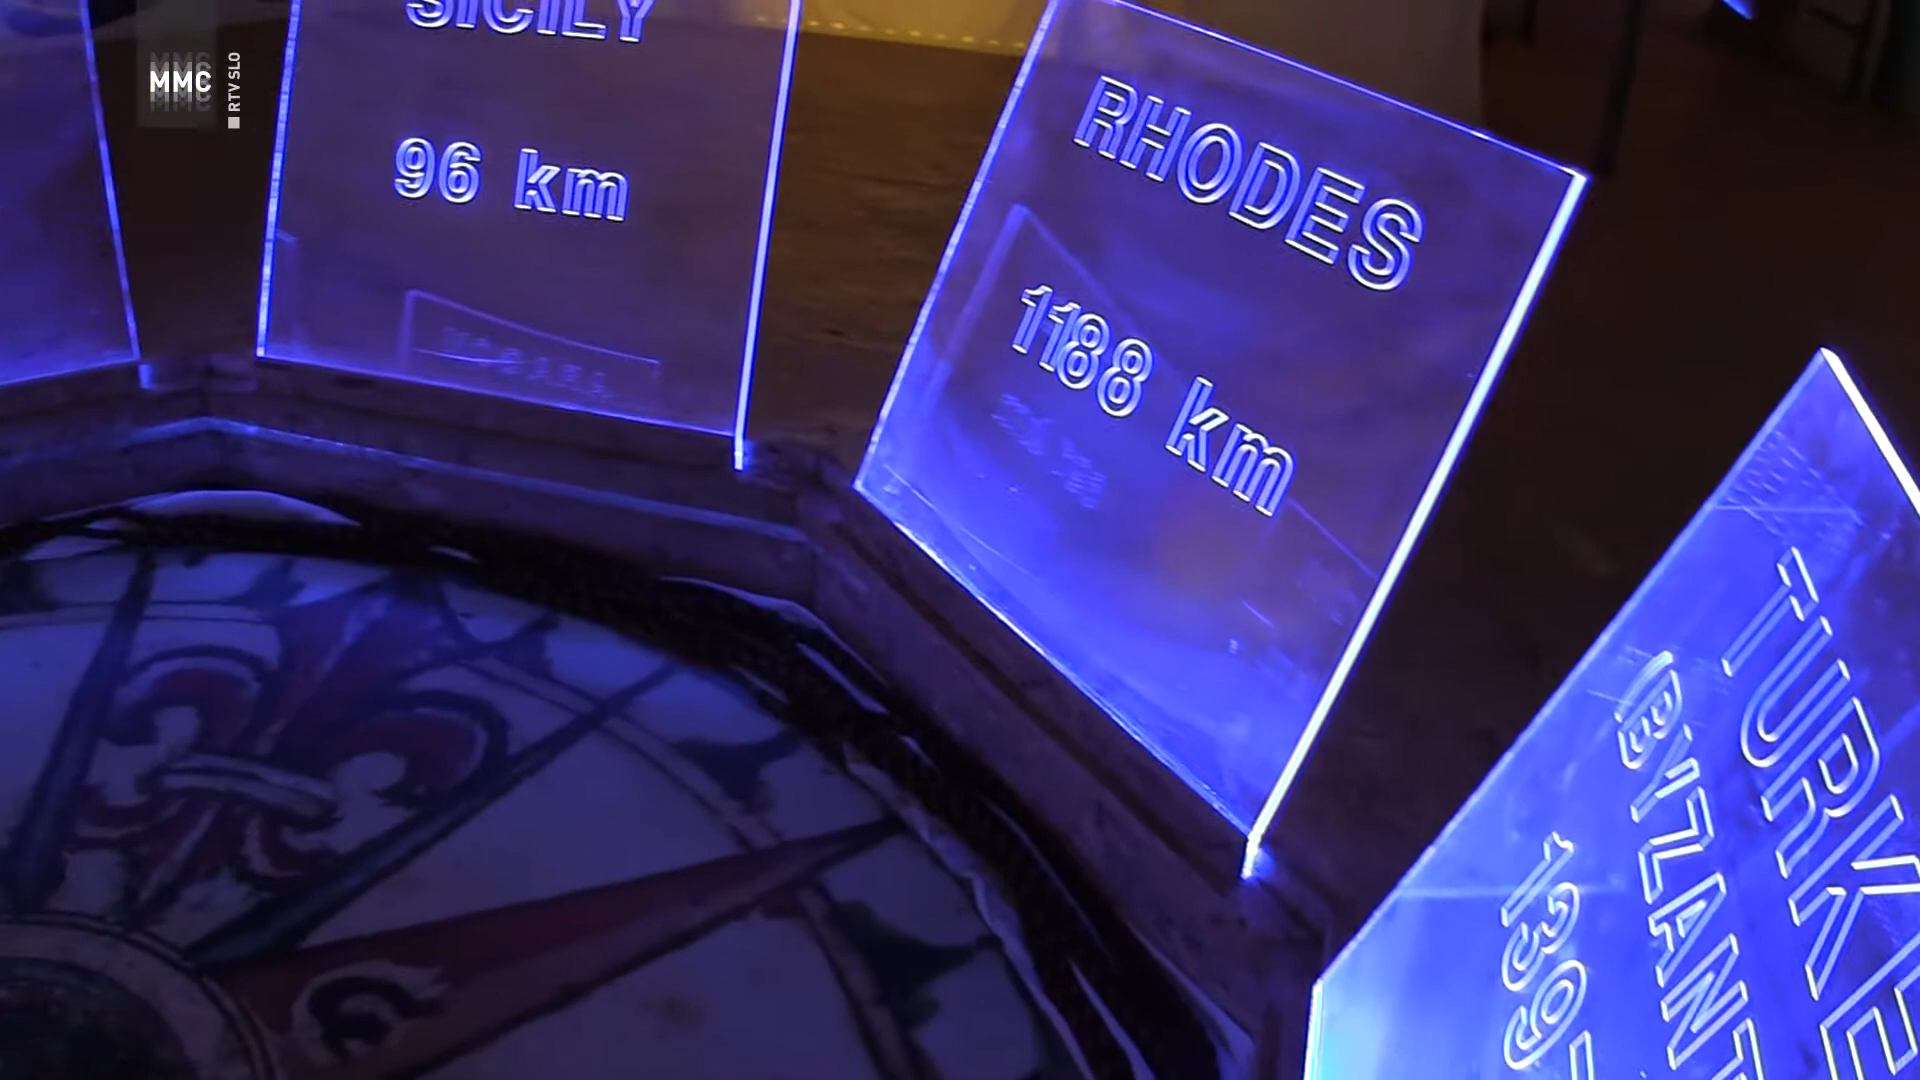 MMC
RTV SLO
SICILY
96 km
RHODES
1188 km
TURKE
BYZANT
139